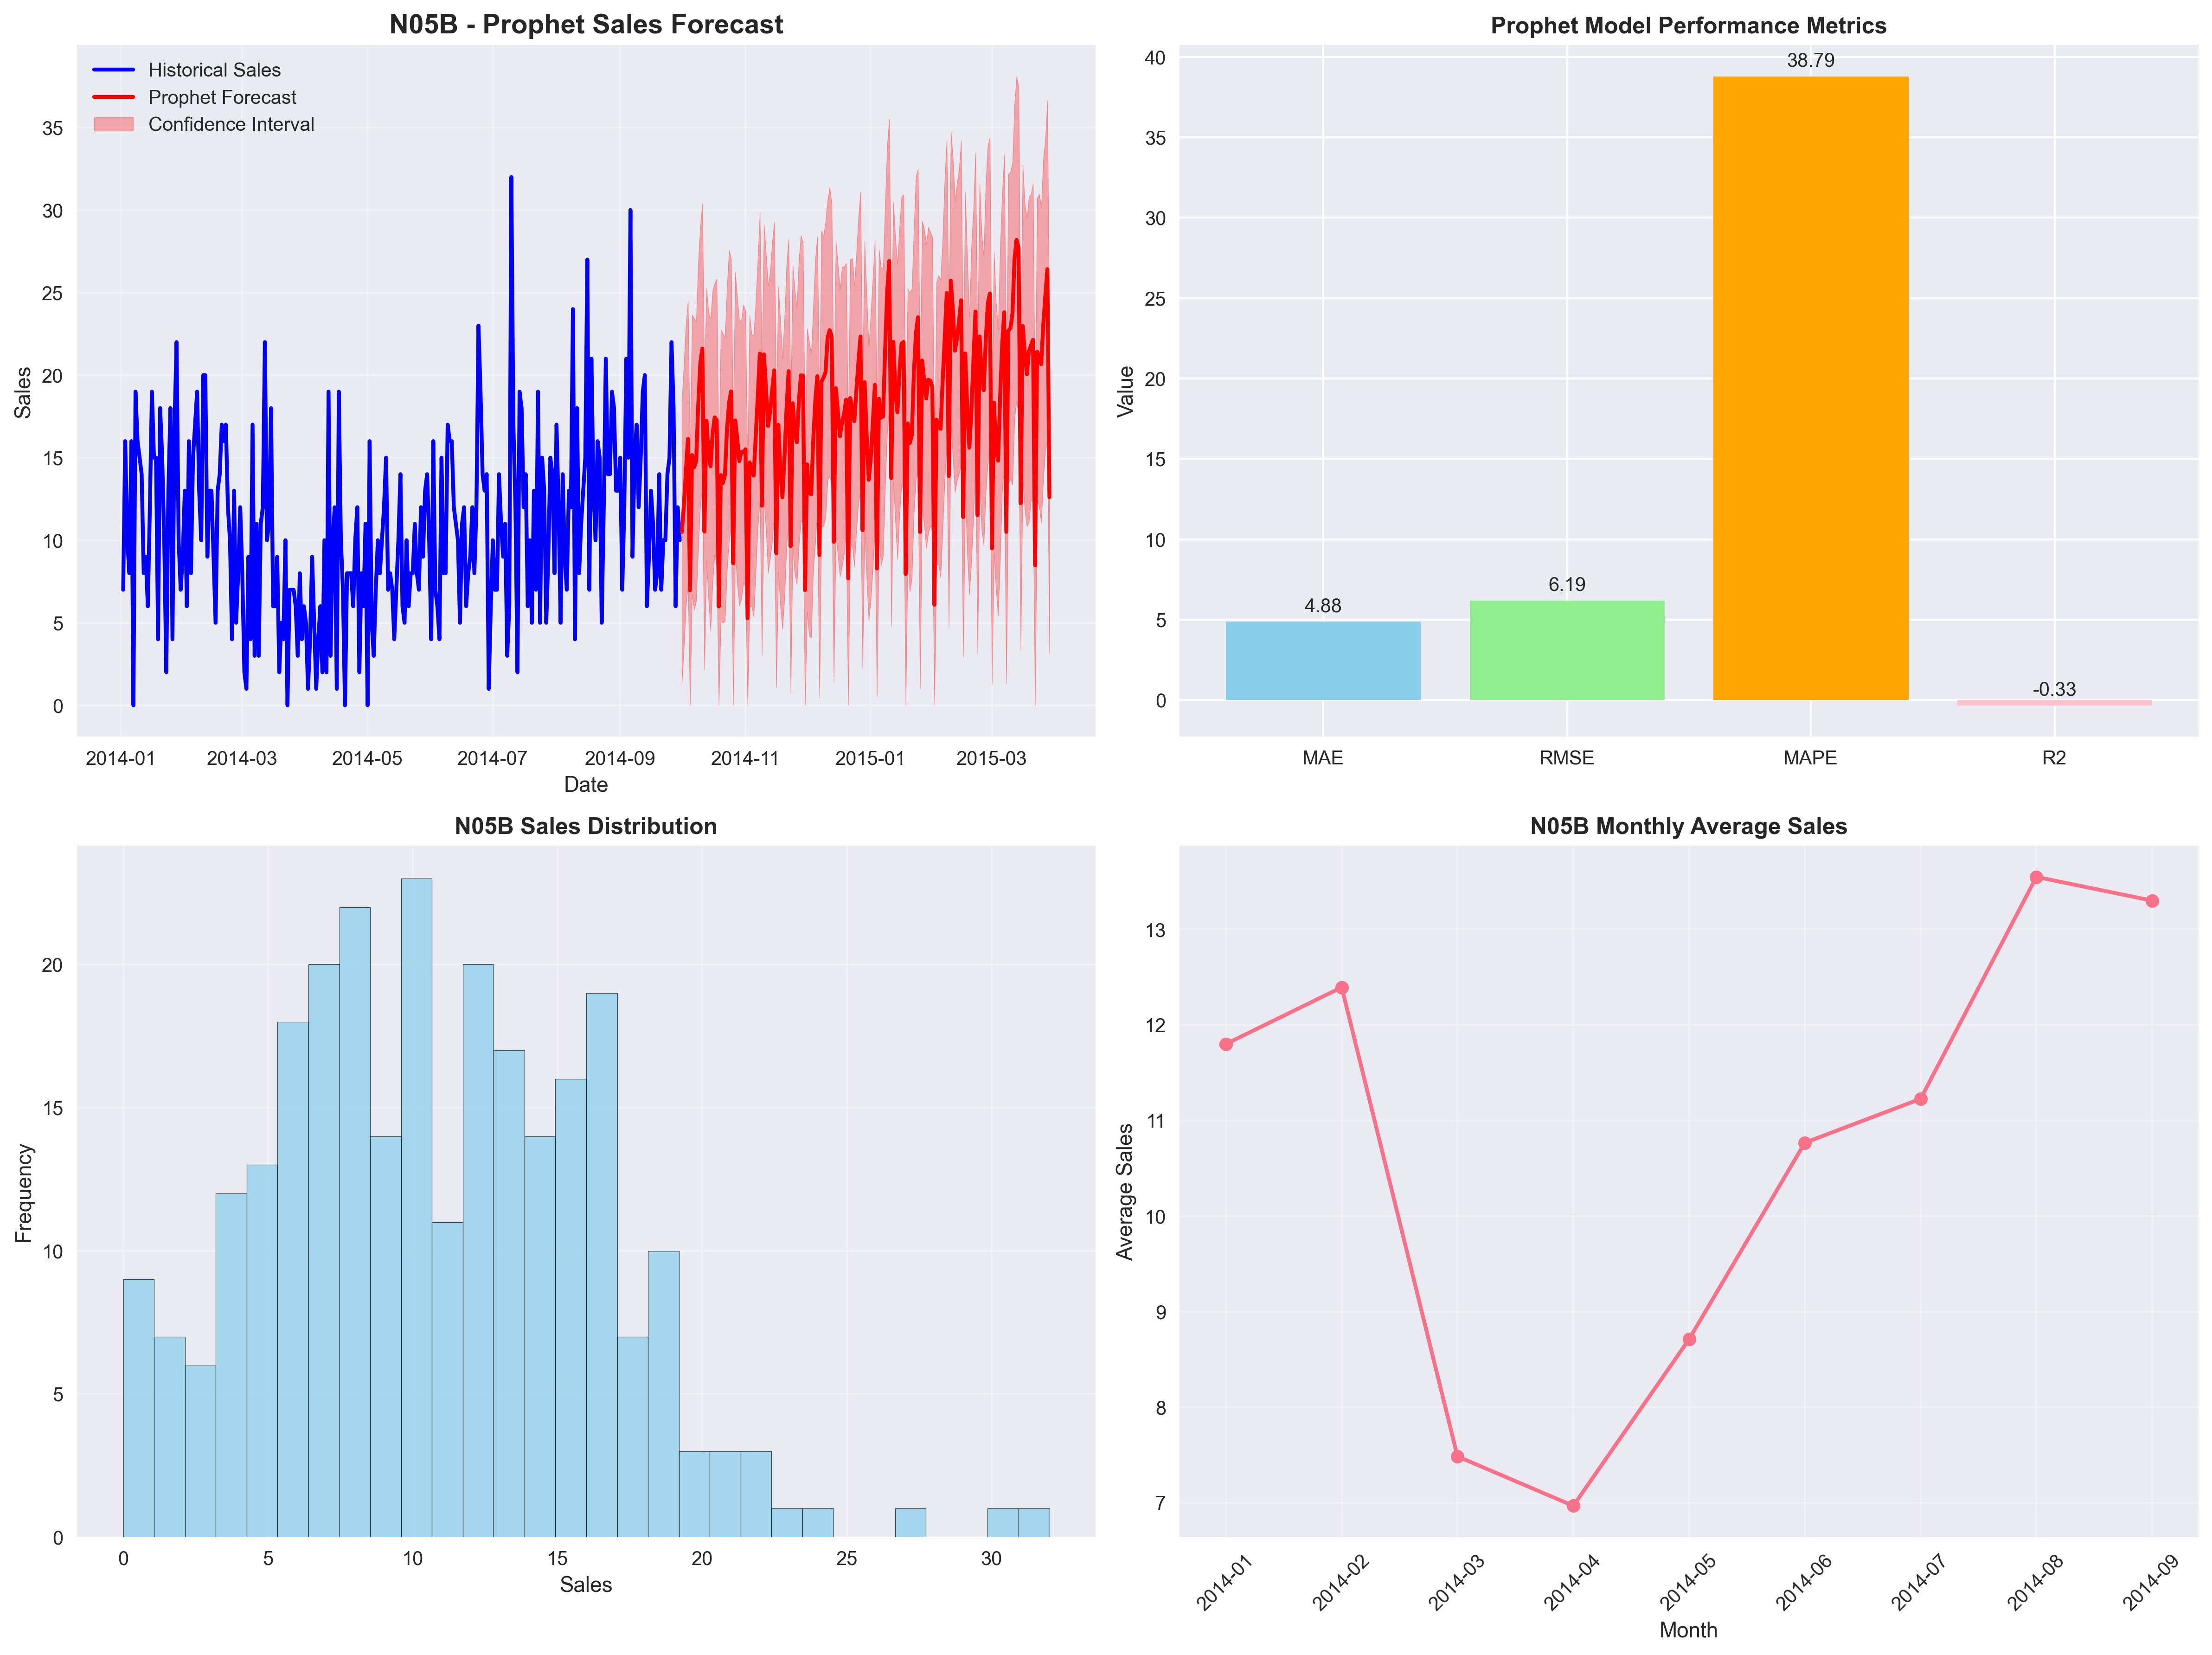 N05B - Prophet Sales Forecast
Historical Sales
Prophet Forecast
Confidence Interval
Sales
35
30
25
20
15
10
5
0
2014-01 2014-03 2014-05 2014-07 2014-09 2014-11 2015-01 2015-03
Date
Prophet Model Performance Metrics
Value
40
35
30
25
20
15
10
5
0
4.88
6.19
38.79
-0.33
MAE RMSE MAPE R2
N05B Sales Distribution
Frequency
20
15
10
5
0
0 5 10 15 20 25 30
Sales
N05B Monthly Average Sales
Average Sales
13
12
11
10
9
8
7
2014-01 2014-02 2014-03 2014-04 2014-05 2014-06 2014-07 2014-08 2014-09
Month